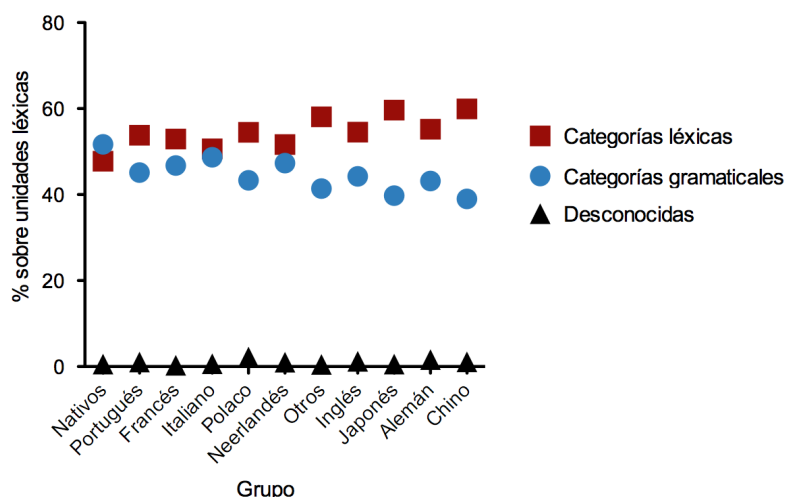 % sobre unidades léxicas
80
60
40
20
0
Nativos
Portugués
Francés
Italiano
Polaco
Neerlandés
Otros
Inglés
Japonés
Alemán
Chino
Grupo
Categorías léxicas
Categorías gramaticales
Desconocidas